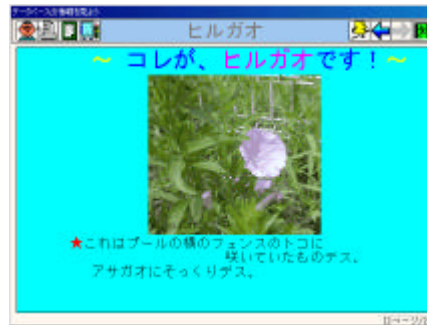 ヒルガオ
～ コレが、ヒルガオです！～
★これはプールの横のフェンスのトコに
咲いていたものデス。
アサガオにそっくりデス。